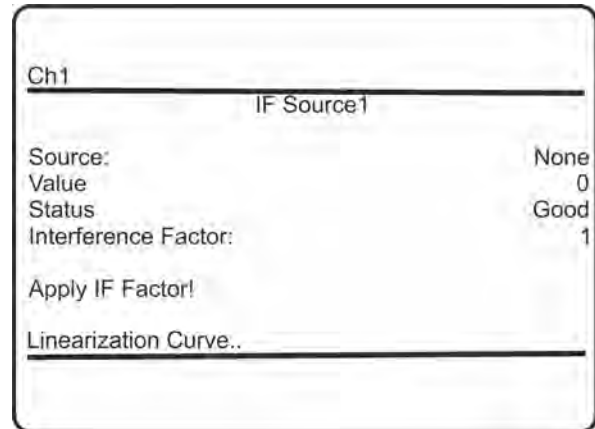 Ch1
IF Source1
Source: None
Value 0
Status Good
Interference Factor: 1
Apply IF Factor!
Linearization Curve..